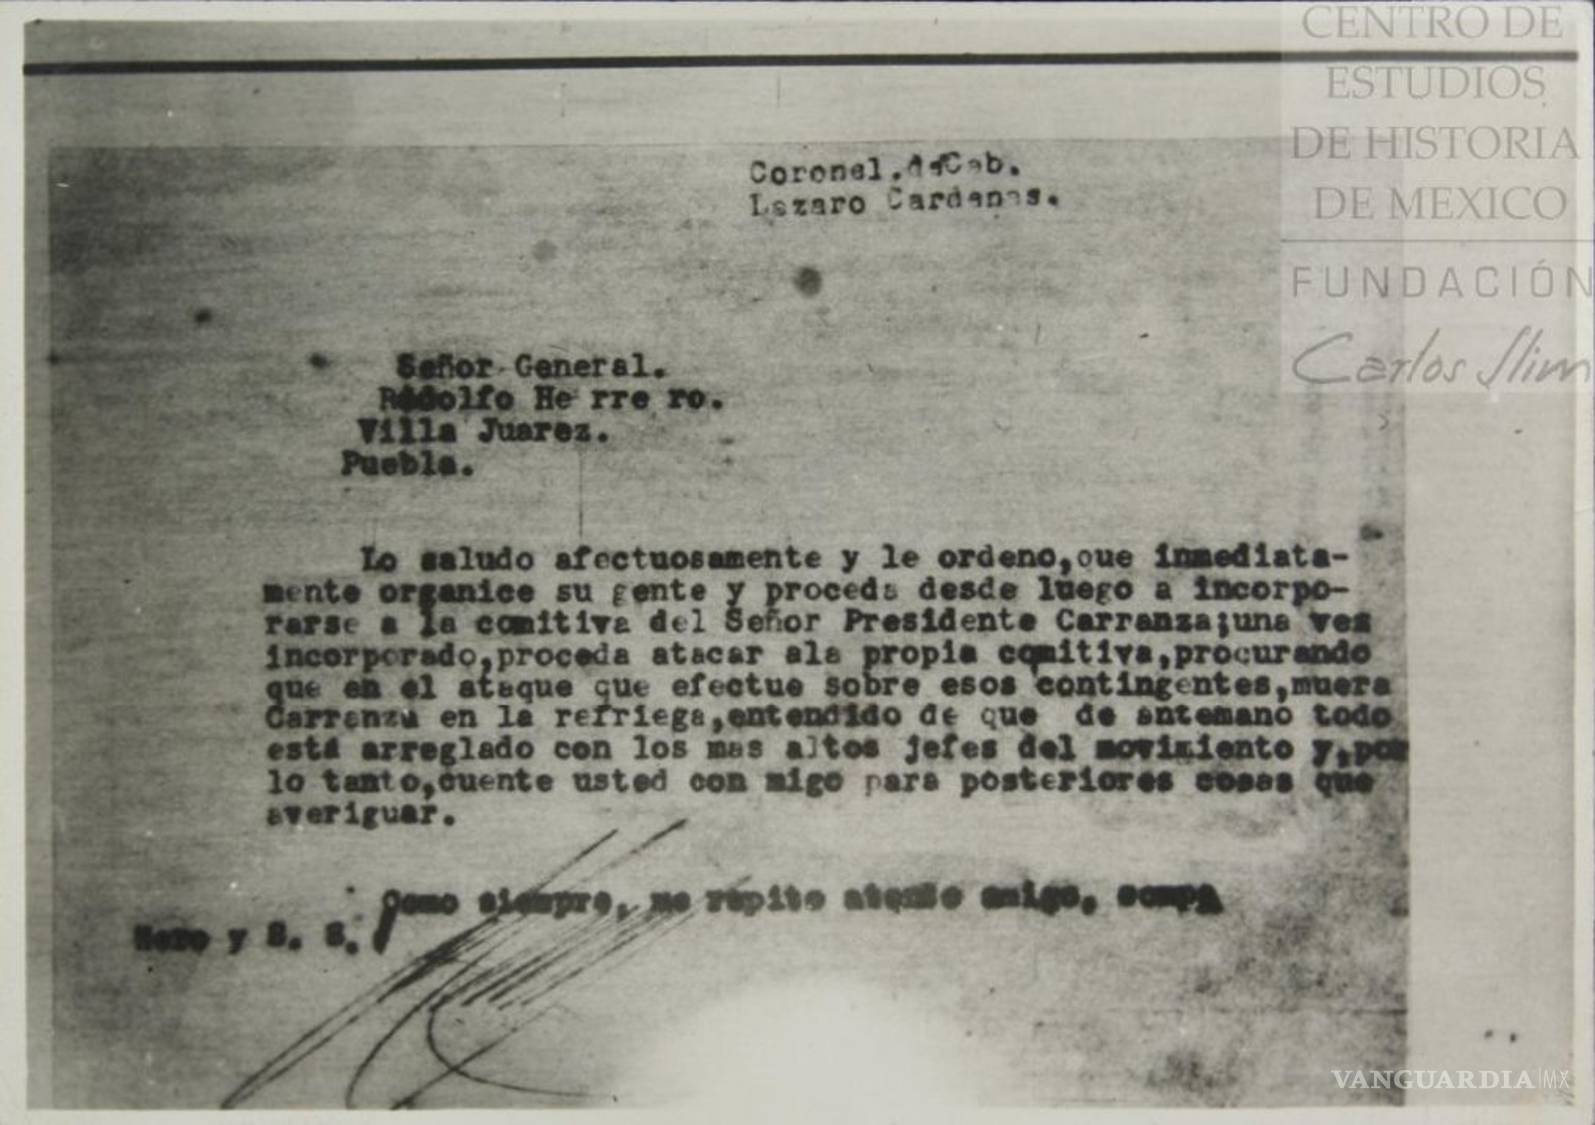 CENTRO DE
ESTUDIOS
DE HISTORIA
DE MEXICO
FUNDACIÓN
Carlos Slim
Coronel.deCab.
Lazaro Cardenas.
Señor General.
Rodolfo He rre ro.
Villa Juarez.
Puebla.
Lo saludo afectuosamente y le ordeno,que inmediata-
mente organice su gente y proceda desde luego a incorpo-
rarse a la comitiva del Señor Presidente Carranza;una vez
incorporado,proceda atacar ala propia comitiva,procurando
que en el ataque que efectue sobre esos contingentes,muera
Carranza en la refriega,entendido de que de antemano todo
está arreglado con los mas altos jefes del movimiento y,por
lo tanto,cuente usted con migo para posteriores cosas que
averiguar.
Como siempre, me repito atento amigo, compa
ñero y S. S.
VANGUARDIA|MX